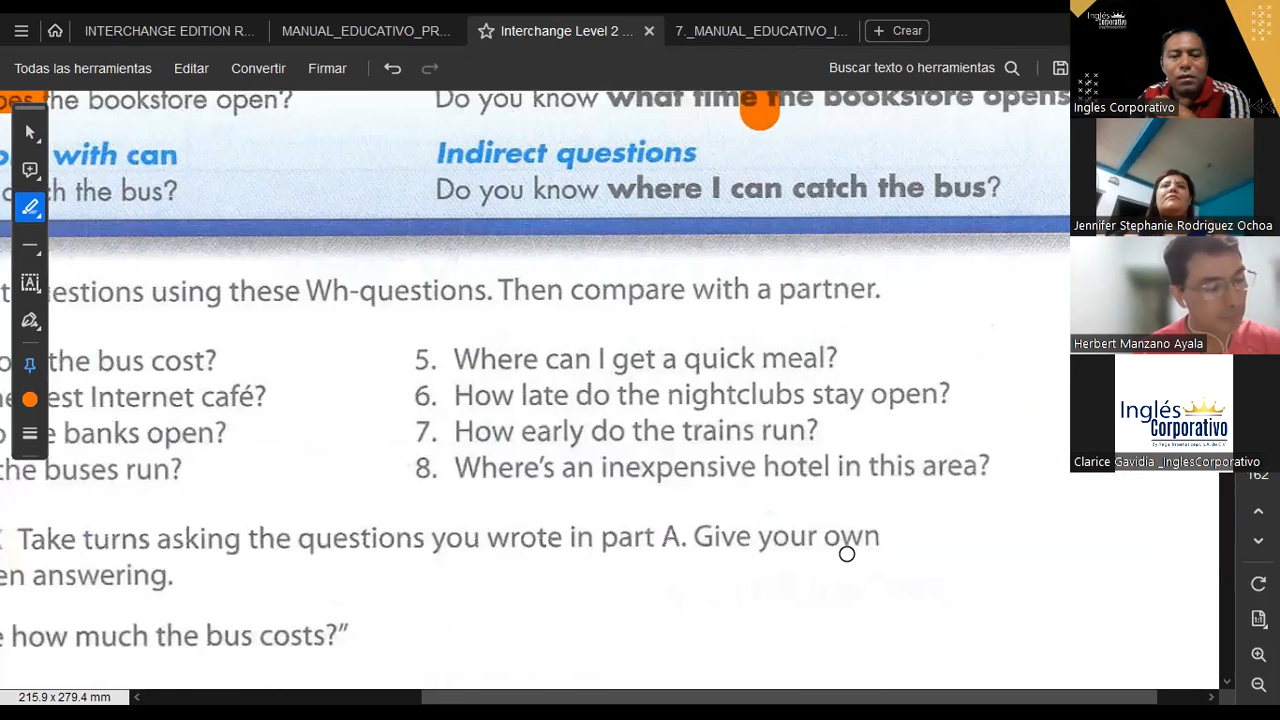 INTERCHANGE EDITION R...
MANUAL_EDUCATIVO_PR...
Interchange Level 2 ...
7._MANUAL_EDUCATIVO_I...
Crear
Todas las herramientas
Editar
Convertir
Firmar
Buscar texto o herramientas
the bookstore open?
Do you know what time the bookstore opens
with can
Indirect questions
the bus?
Do you know where I can catch the bus?
using these Wh-questions. Then compare with a partner.
the bus cost?
5. Where can I get a quick meal?
Internet café?
6. How late do the nightclubs stay open?
banks open?
7. How early do the trains run?
the buses run?
8. Where's an inexpensive hotel in this area?
Take turns asking the questions you wrote in part A. Give your own
answering.
how much the bus costs?"
215.9 x 279.4 mm
162
Inglés
Corporativo
Ingles Corporativo
Jennifer Stephanie Rodriguez Ochoa
Herbert Manzano Ayala
Inglés
Corporativo
Clarice Gavidia _InglesCorporativo